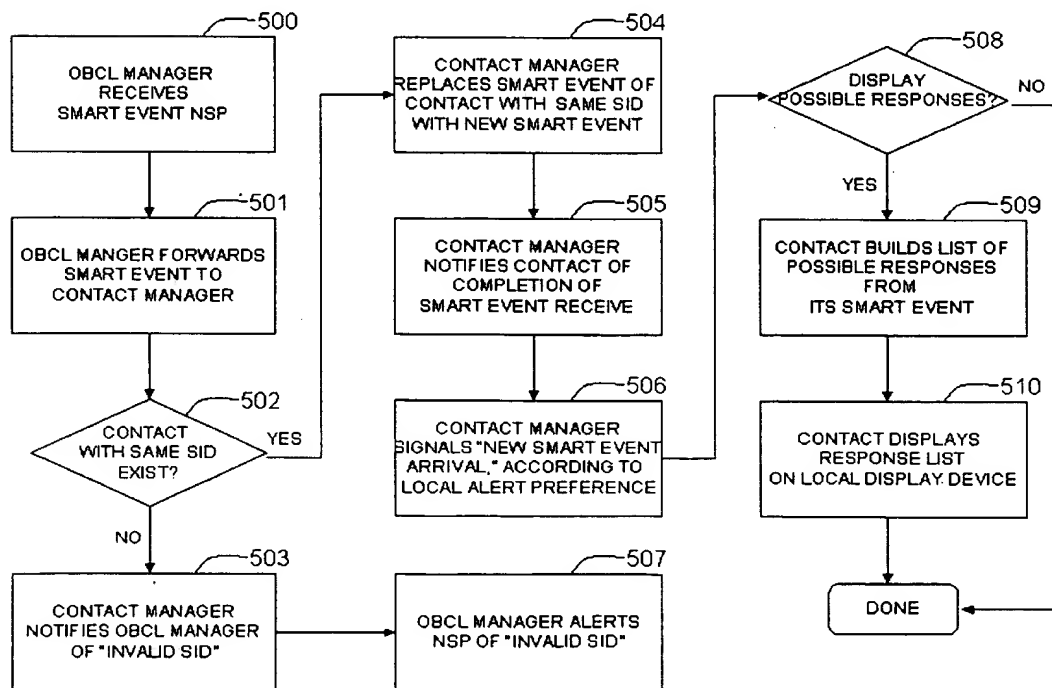 500
OBCL MANAGER
RECEIVES
SMART EVENT NSP
501
OBCL MANGER FORWARDS
SMART EVENT TO
CONTACT MANAGER
502
CONTACT
WITH SAME SID
EXIST?
YES
NO
503
CONTACT MANAGER
NOTIFIES OBCL MANAGER
OF "INVALID SID"
504
CONTACT MANAGER
REPLACES SMART EVENT OF
CONTACT WITH SAME SID
WITH NEW SMART EVENT
505
CONTACT MANGER
NOTIFIES CONTACT OF
COMPLETION OF
SMART EVENT RECEIVE
506
CONTACT MANAGER
SIGNALS "NEW SMART EVENT
ARRIVAL," ACCORDING TO
LOCAL ALERT PREFERENCE
507
OBCL MANAGER ALERTS
NSP OF "INVALID SID"
508
DISPLAY
POSSIBLE RESPONSES?
NO
YES
509
CONTACT BUILDS LIST OF
POSSIBLE RESPONSES
FROM
ITS SMART EVENT
510
CONTACT DISPLAYS
RESPONSE LIST
ON LOCAL DISPLAY DEVICE
DONE